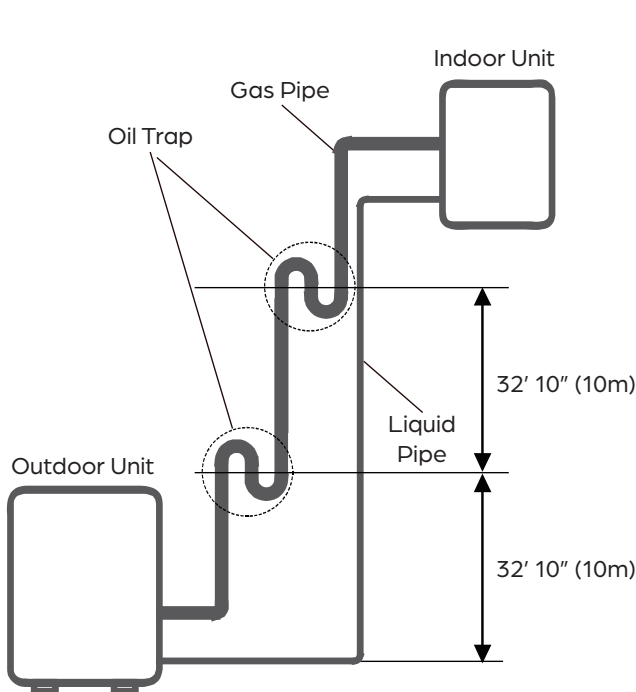 Indoor Unit
Gas Pipe
Oil Trap
32′ 10″ (10m)
Liquid
Pipe
Outdoor Unit
32′ 10″ (10m)